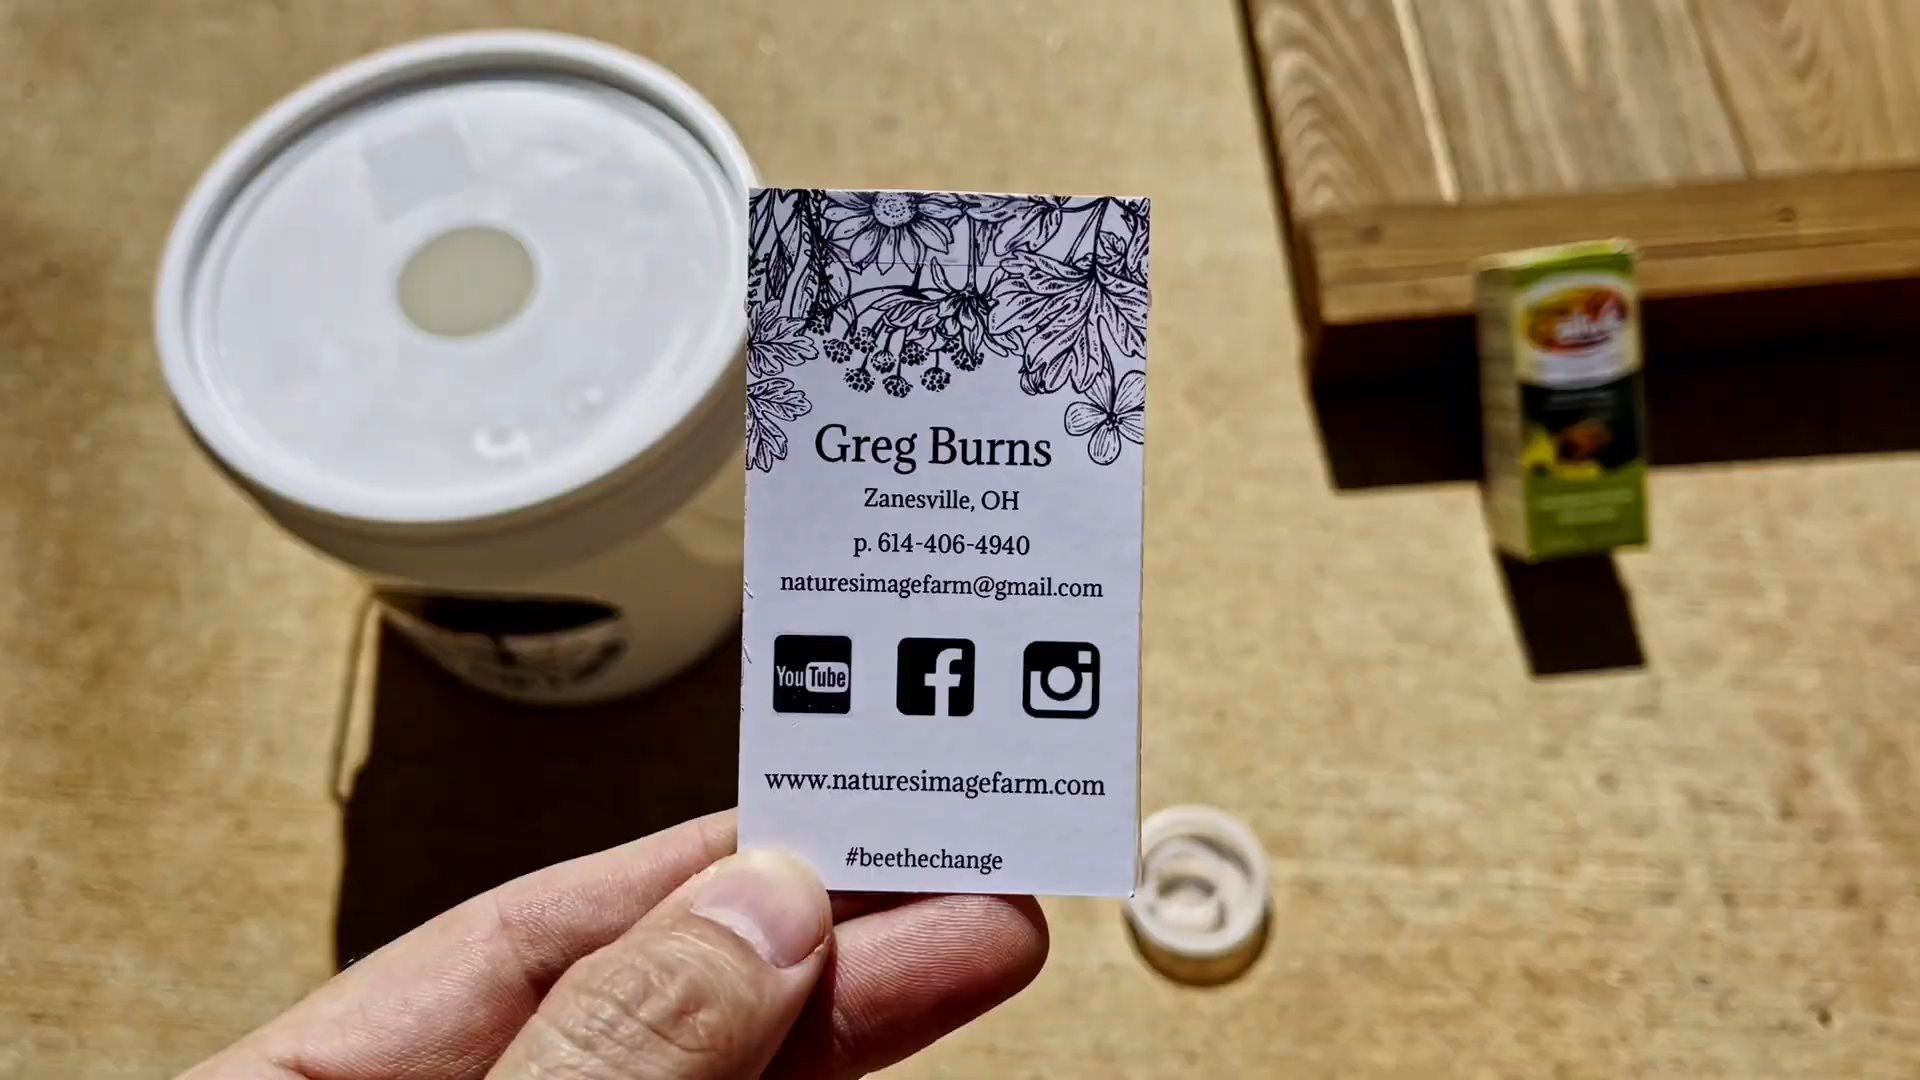 Greg Burns
Zanesville, OH
p. 614-406-4940
naturesimagefarm@gmail.com
YouTube
www.naturesimagefarm.com
#beethechange